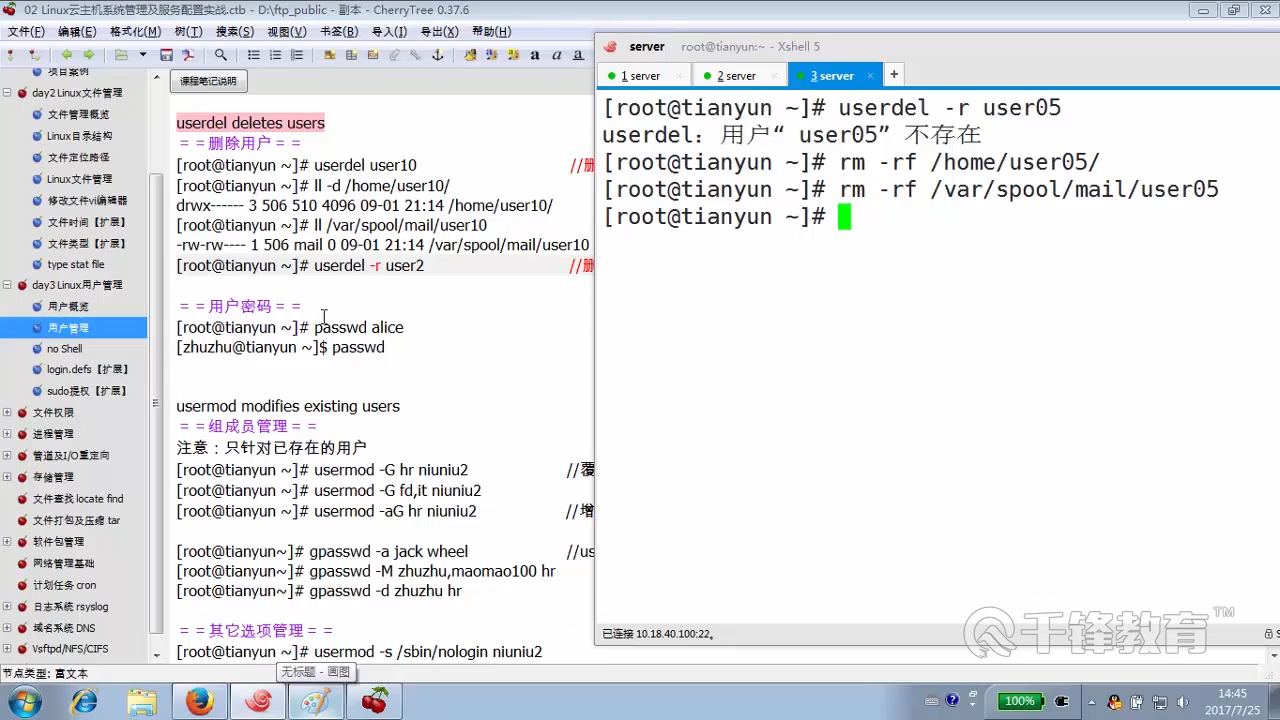 02 Linux云主机系统管理及服务配置实战.ctb - D:\ftp_public - 副本 - CherryTree 0.37.6
文件(F) 编辑(E) 格式化(M) 树(T) 搜索(S) 视图(V) 书签(B) 导入(I) 导出(X) 帮助(H)
项目案例
day2 Linux文件管理
文件管理概览
Linux目录结构
文件定位路径
Linux文件管理
修改文件vi编辑器
文件时间【扩展】
文件类型【扩展】
type stat file
day3 Linux用户管理
用户概览
用户管理
no Shell
login.defs【扩展】
sudo提权【扩展】
文件权限
进程管理
管道及I/O重定向
存储管理
文件查找 locate find
文件打包及压缩 tar
软件包管理
网络管理基础
计划任务 cron
日志系统 rsyslog
域名系统 DNS
Vsftpd/NFS/CIFS
节点类型: 富文本
课程笔记说明
userdel deletes users
==删除用户==
[root@tianyun ~]# userdel user10 //删
[root@tianyun ~]# ll -d /home/user10/
drwx------ 3 506 510 4096 09-01 21:14 /home/user10/
[root@tianyun ~]# ll /var/spool/mail/user10
-rw-rw---- 1 506 mail 0 09-01 21:14 /var/spool/mail/user10
[root@tianyun ~]# userdel -r user2 //删
==用户密码==
[root@tianyun ~]# passwd alice
[zhuzhu@tianyun ~]$ passwd
usermod modifies existing users
==组成员管理==
注意：只针对已存在的用户
[root@tianyun ~]# usermod -G hr niuniu2 //覆
[root@tianyun ~]# usermod -G fd,it niuniu2
[root@tianyun ~]# usermod -aG hr niuniu2 //增
[root@tianyun~]# gpasswd -a jack wheel //us
[root@tianyun ~]# gpasswd -M zhuzhu,maomao100 hr
[root@tianyun ~]# gpasswd -d zhuzhu hr
==其它选项管理==
[root@tianyun ~]# usermod -s /sbin/nologin niuniu2
无标题 - 画图
server root@tianyun:~ - Xshell 5
1 server 2 server 3 server
[root@tianyun ~]# userdel -r user05
userdel：用户“ user05” 不存在
[root@tianyun ~]# rm -rf /home/user05/
[root@tianyun ~]# rm -rf /var/spool/mail/user05
[root@tianyun ~]#
已连接 10.18.40.100:22。
千锋教育 TM
100%
14:45
2017/7/25